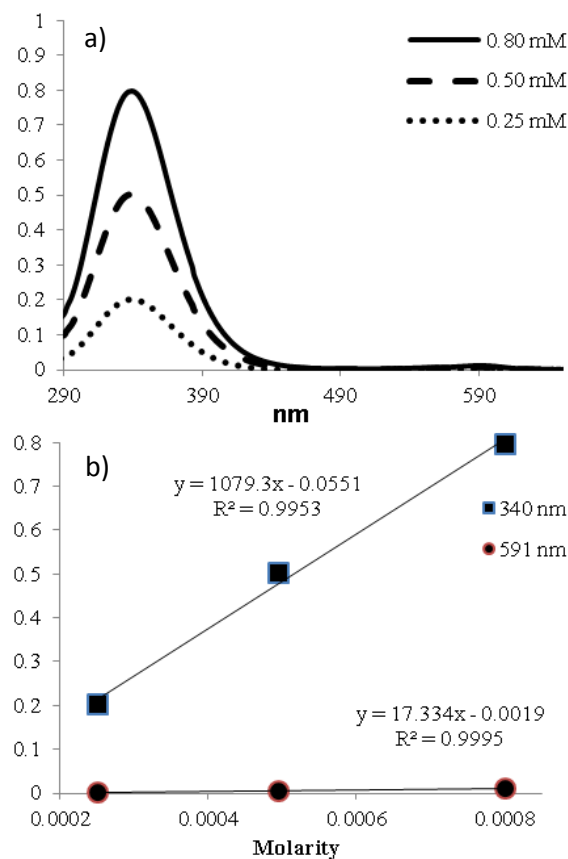 1
0.9
0.8
0.7
0.6
0.5
0.4
0.3
0.2
0.1
0
a)
0.80 mM
0.50 mM
0.25 mM
290 390 490 590
nm
0.8
0.7
0.6
0.5
0.4
0.3
0.2
0.1
0
b)
y = 1079.3x - 0.0551
R² = 0.9953
340 nm
591 nm
y = 17.334x - 0.0019
R² = 0.9995
0.0002 0.0004 0.0006 0.0008
Molarity